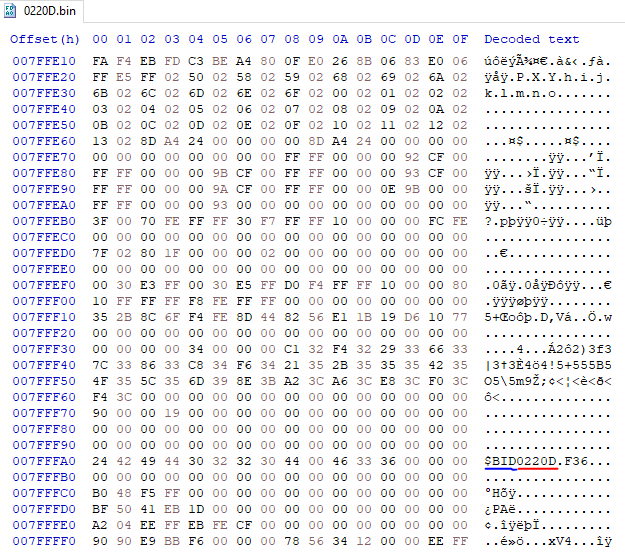 0220D.bin
Offset(h) 00 01 02 03 04 05 06 07 08 09 0A 0B 0C 0D 0E 0F Decoded text
007FFE10 FA F4 EB FD C3 BE A4 80 0F E0 26 8B 06 83 E0 06 úôëýÃ¾¤€.à&‹.ƒà.
007FFE20 FF E5 FF 02 50 02 58 02 59 02 68 02 69 02 6A 02 ÿåÿ.P.X.Y.h.i.j.
007FFE30 6B 02 6C 02 6D 02 6E 02 6F 02 00 02 01 02 02 02 k.l.m.n.o.......
007FFE40 03 02 04 02 05 02 06 02 07 02 08 02 09 02 0A 02 ................
007FFE50 0B 02 0C 02 0D 02 0E 02 0F 02 10 02 11 02 12 02 ................
007FFE60 13 02 8D A4 24 00 00 00 00 8D A4 24 00 00 00 00 ...¤$.....¤$....
007FFE70 00 00 00 00 00 00 00 00 FF FF 00 00 00 92 CF 00 ........ÿÿ...’Ï.
007FFE80 FF FF 00 00 00 9B CF 00 FF FF 00 00 00 93 CF 00 ÿÿ...›Ï.ÿÿ...“Ï.
007FFE90 FF FF 00 00 00 9A CF 00 FF FF 00 00 0E 9B 00 00 ÿÿ...šÏ.ÿÿ...›..
007FFEA0 FF FF 00 00 00 93 00 00 00 00 00 00 00 00 00 00 ÿÿ...“..........
007FFEB0 3F 00 70 FE FF FF 30 F7 FF FF 10 00 00 00 FC FE ?.pþÿÿ0÷ÿÿ....üþ
007FFEC0 00 00 00 00 00 00 00 00 00 00 00 00 00 00 00 00 ................
007FFED0 7F 02 80 1F 00 00 00 02 00 00 00 00 00 00 00 00 ..€.............
007FFEE0 00 00 00 00 00 00 00 00 00 00 00 00 00 00 00 00 ................
007FFEF0 00 30 E3 FF 00 30 E5 FF D0 F4 FF FF 10 00 00 80 .0ãÿ.0åÿÐôÿÿ...€
007FFF00 10 FF FF FF F8 FE FF FF 00 00 00 00 00 00 00 00 .ÿÿÿøþÿÿ........
007FFF10 35 2B 8C 6F F4 FE 8D 44 82 56 E1 1B 19 D6 10 77 5+Œoôþ.D‚Vá..Ö.w
007FFF20 00 00 00 00 00 00 00 00 00 00 00 00 00 00 00 00 ................
007FFF30 00 00 00 00 34 00 00 00 C1 32 F4 32 29 33 66 33 ....4...Á2ô2)3f3
007FFF40 7C 33 86 33 C8 34 F6 34 21 35 2B 35 35 35 42 35 |3†3È4ö4!5+555B5
007FFF50 4F 35 5C 35 6D 39 8E 3B A2 3C A6 3C E8 3C F0 3C O5\5m9Ž;¢<¦<è<ð<
007FFF60 F4 3C 00 00 00 00 00 00 00 00 00 00 00 00 00 00 ô<..............
007FFF70 90 00 00 19 00 00 00 00 00 00 00 00 00 00 00 00 ................
007FFF80 00 00 00 00 00 00 00 00 00 00 00 00 00 00 00 00 ................
007FFF90 00 00 00 00 00 00 00 00 00 00 00 00 00 00 00 00 ................
007FFFA0 24 42 49 44 30 32 32 30 44 00 46 33 36 00 00 00 $BID0220D.F36...
007FFFB0 00 00 00 00 00 00 00 00 00 00 00 00 00 00 00 00 ................
007FFFC0 B0 48 F5 FF 00 00 00 00 00 00 00 00 00 00 00 00 °Hõÿ............
007FFFD0 BF 50 41 EB 1D 00 00 00 00 00 00 00 00 00 00 00 ¿PAë............
007FFFE0 A2 04 EE FF EB FE CF 00 00 00 00 00 00 00 00 00 ¢.îÿëþÏ.........
007FFFF0 90 90 E9 BB F6 00 00 00 78 56 34 12 00 00 EE FF ..é»ö...xV4...îÿ